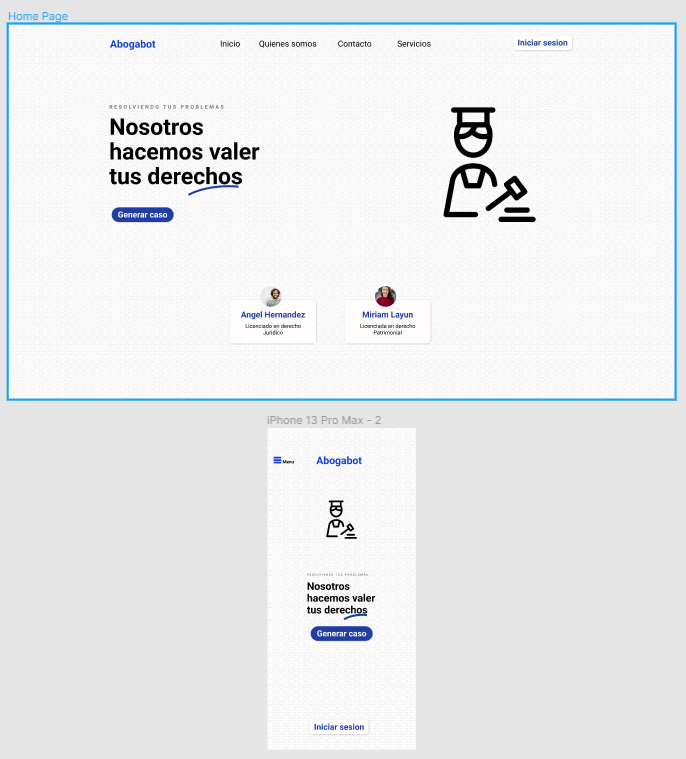 Home Page
Abogabot
Inicio
Quienes somos
Contacto
Servicios
Iniciar sesion
RESOLVIENDO TUS PROBLEMAS
Nosotros
hacemos valer
tus derechos
Generar caso
Angel Hernandez
Licenciado en derecho
Juridico
Miriam Layun
Licenciada en derecho
Patrimonial
iPhone 13 Pro Max - 2
Menu
Abogabot
RESOLVIENDO TUS PROBLEMAS
Nosotros
hacemos valer
tus derechos
Generar caso
Iniciar sesion